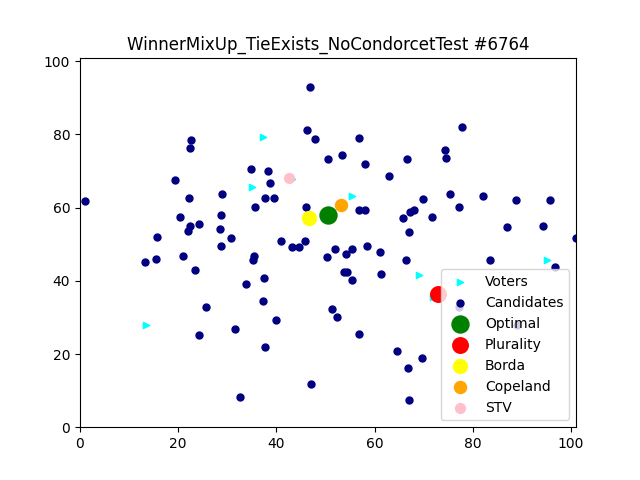 WinnerMixUp_TieExists_NoCondorcetTest #6764
100
80
60
40
20
0
0 20 40 60 80 100
Voters
Candidates
Optimal
Plurality
Borda
Copeland
STV